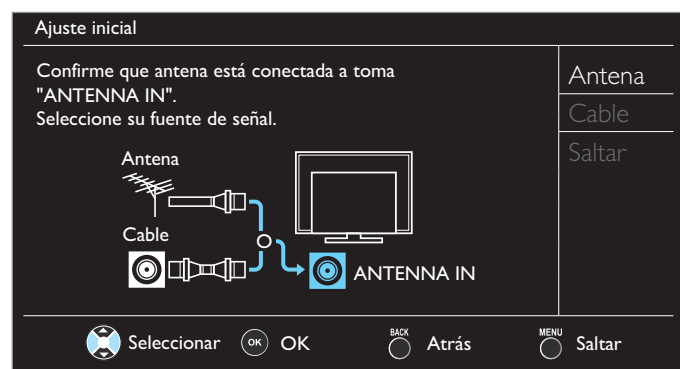 Ajuste inicial
Confirme que antena está conectada a toma
"ANTENNA IN".
Seleccione su fuente de señal.
Antena
Cable
Saltar
Antena
Cable
ANTENNA IN
Seleccionar
OK
OK
BACK
Atrás
MENU
Saltar